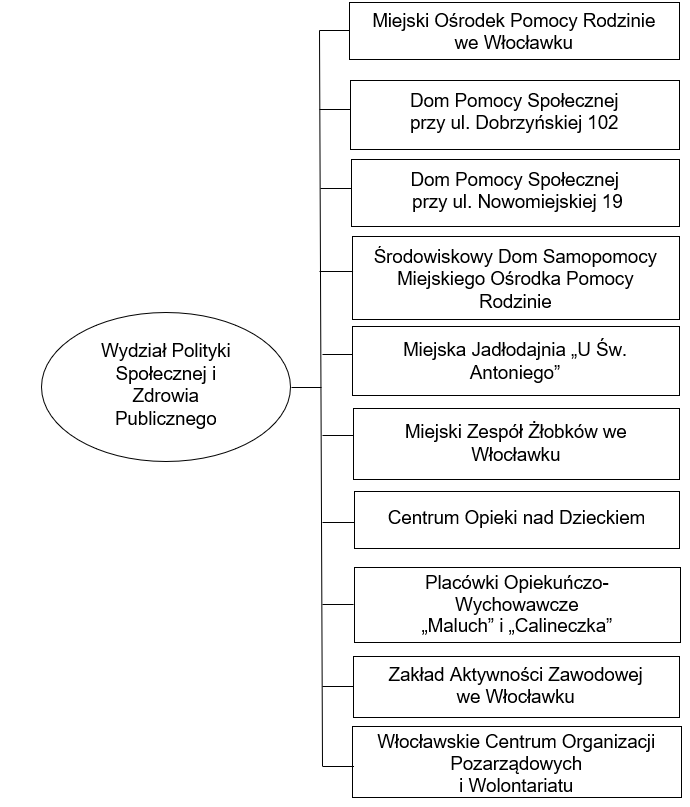 Miejski Ośrodek Pomocy Rodzinie
we Włocławku
Dom Pomocy Społecznej
przy ul. Dobrzyńskiej 102
Dom Pomocy Społecznej
przy ul. Nowomiejskiej 19
Środowiskowy Dom Samopomocy
Miejskiego Ośrodka Pomocy
Rodzinie
Wydział Polityki
Społecznej i
Zdrowia
Publicznego
Miejska Jadłodajnia „U Św.
Antoniego”
Miejski Zespół Żłobków we
Włocławku
Centrum Opieki nad Dzieckiem
Placówki Opiekuńczo-
Wychowawcze
„Maluch” i „Calineczka”
Zakład Aktywności Zawodowej
we Włocławku
Włocławskie Centrum Organizacji
Pozarządowych
i Wolontariatu